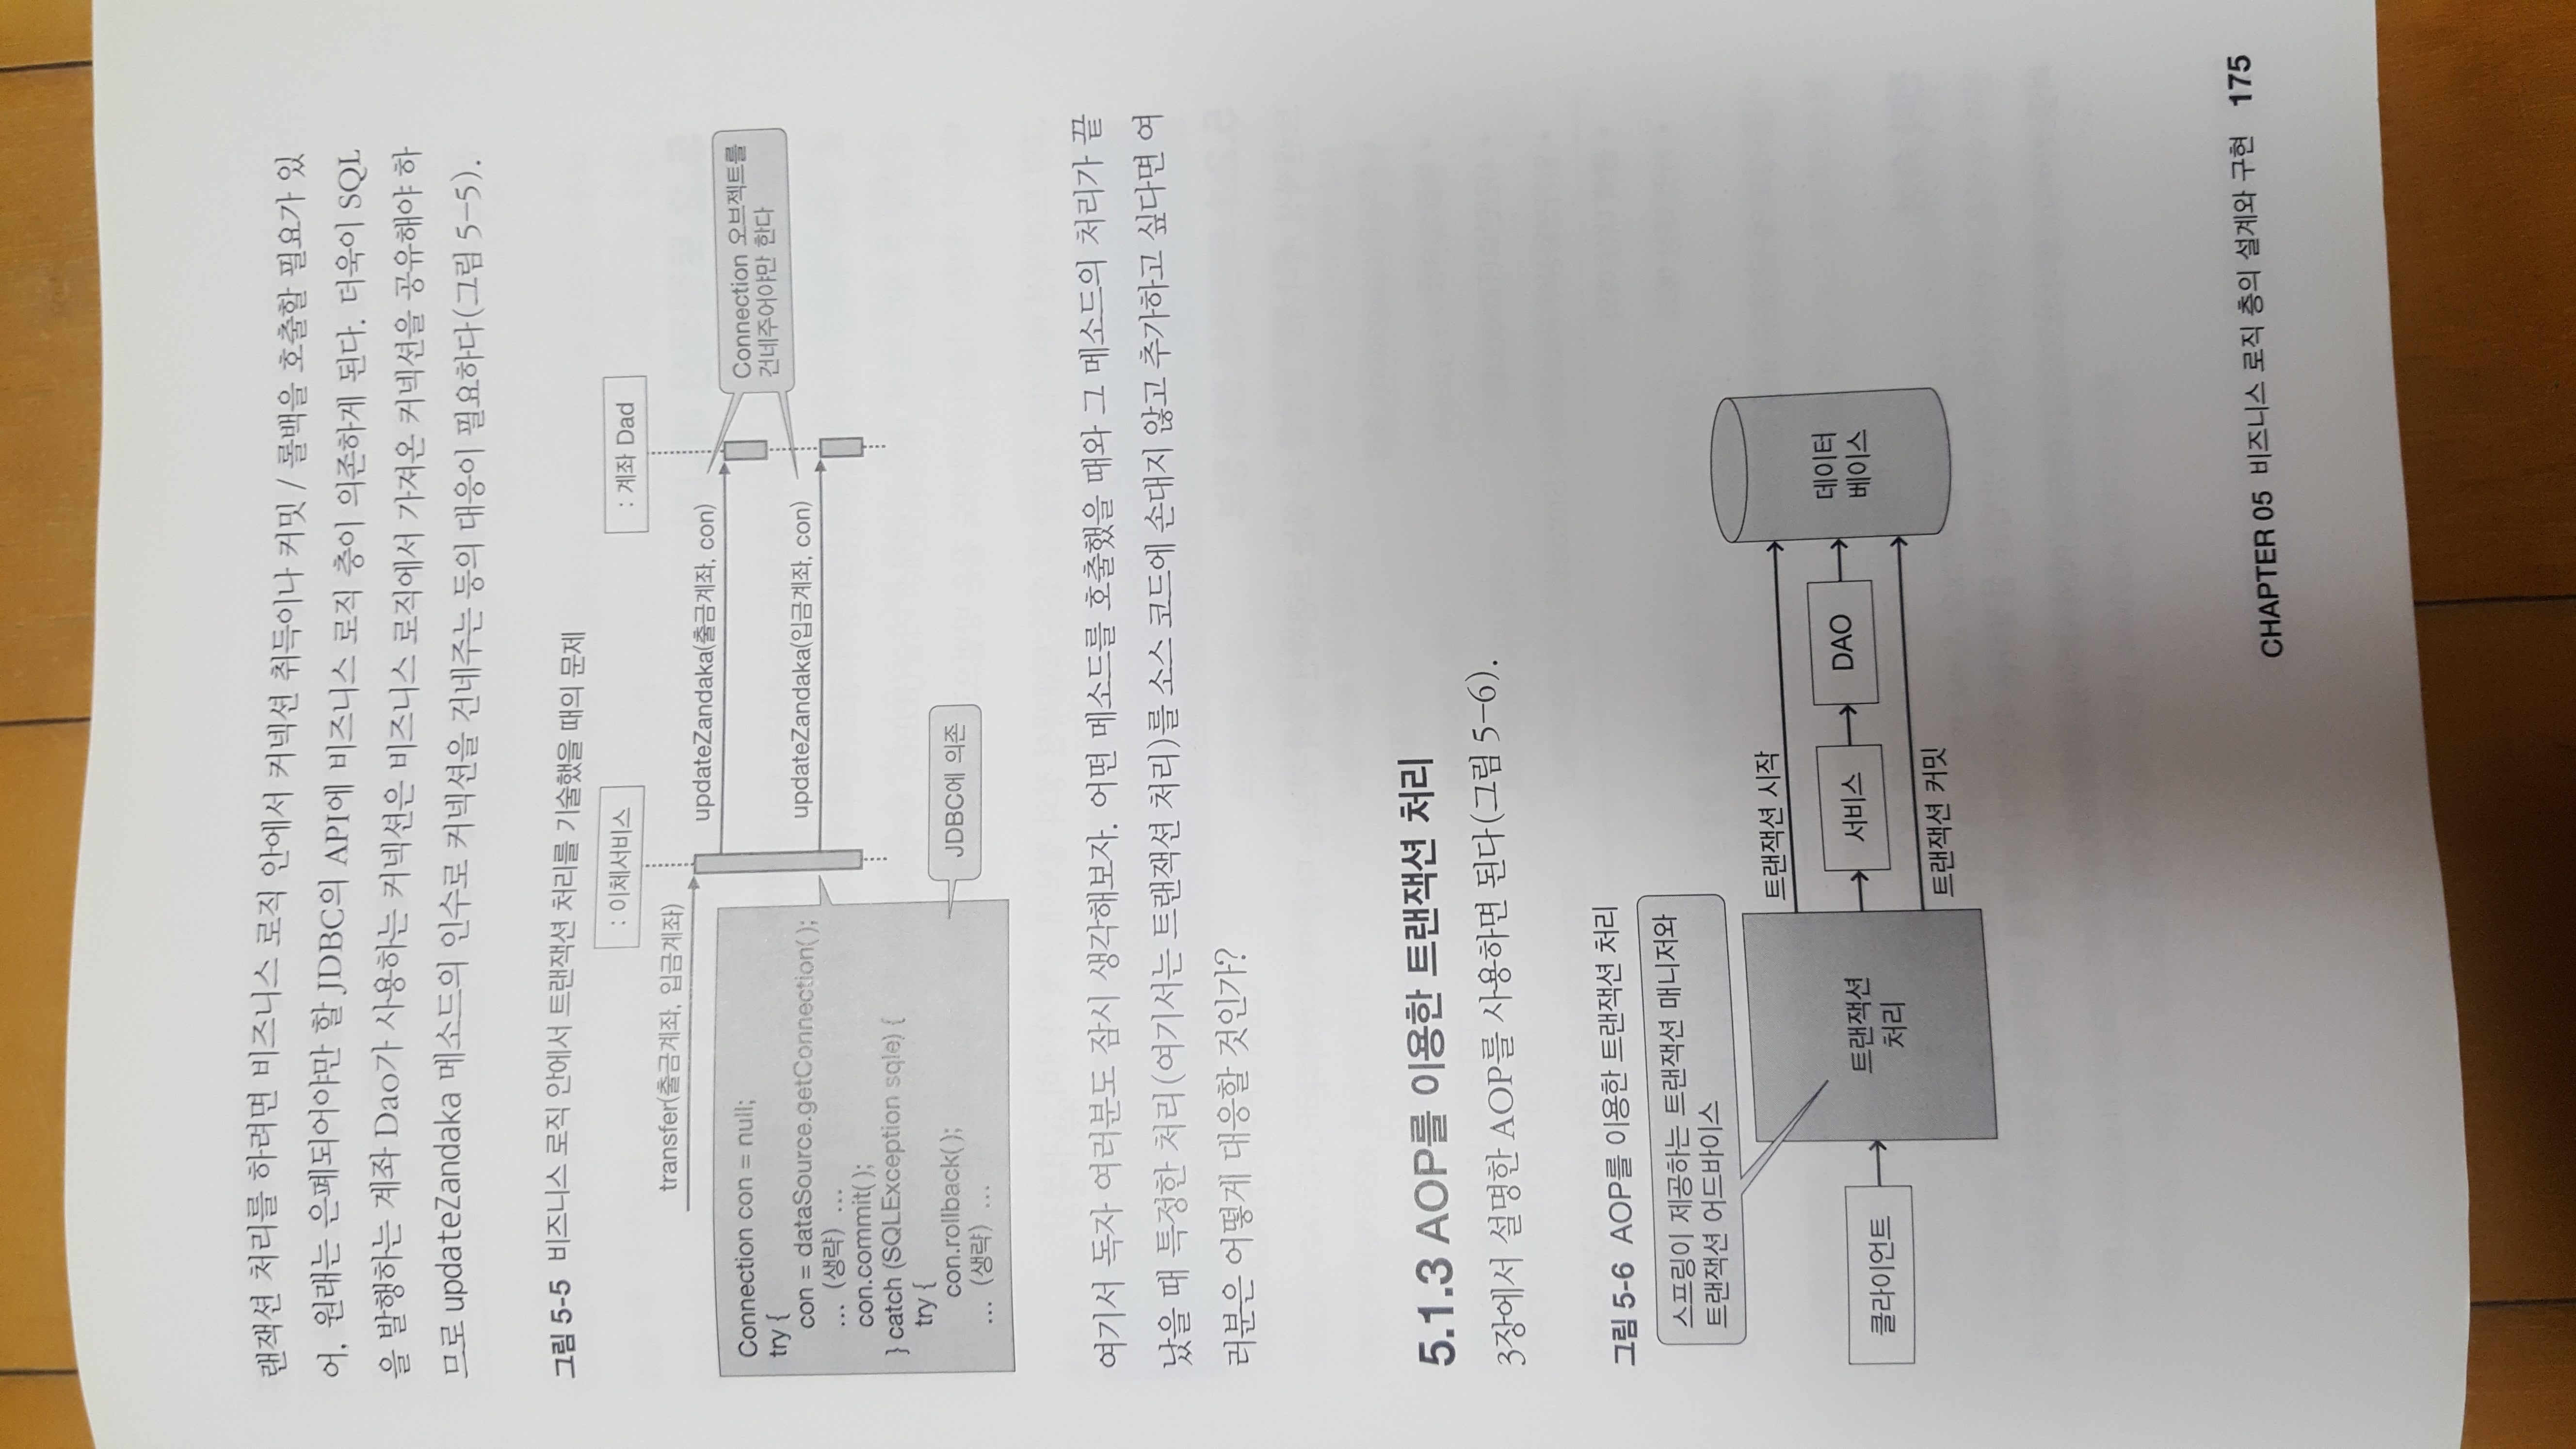 랜잭션 처리를 하려면 비즈니스 로직 안에서 커넥션 취득이나 커밋 / 롤백을 호출할 필요가 있
어, 원래는 은폐되어야만 할 JDBC의 API에 비즈니스 로직 층이 의존하게 된다. 더욱이 SQL
을 발행하는 계좌 Dao가 사용하는 커넥션은 비즈니스 로직에서 가져온 커넥션을 공유해야 하
므로 updateZandaka 메소드의 인수로 커넥션을 건네주는 등의 대응이 필요하다(그림 5-5).
그림 5-5 비즈니스 로직 안에서 트랜잭션 처리를 기술했을 때의 문제
: 이체서비스
: 계좌 Dad
transfer(출금계좌, 입금계좌)
updateZandaka(출금계좌, con)
Connection 오브젝트를
건네주어야만 한다
updateZandaka(입금계좌, con)
Connection con = null;
try {
con = dataSource.getConnection( );
... (생략) ...
con.commit( );
} catch (SQLException sqle) {
try {
con.rollback( );
... (생략) ...
JDBC에 의존
여기서 독자 여러분도 잠시 생각해보자. 어떤 메소드를 호출했을 때와 그 메소드의 처리가 끝
났을 때 특정한 처리(여기서는 트랜잭션 처리)를 소스 코드에 손대지 않고 추가하고 싶다면 여
러분은 어떻게 대응할 것인가?
5.1.3 AOP를 이용한 트랜잭션 처리
3장에서 설명한 AOP를 사용하면 된다(그림 5-6).
그림 5-6 AOP를 이용한 트랜잭션 처리
스프링이 제공하는 트랜잭션 매니저와
트랜잭션 어드바이스
클라이언트
트랜잭션
처리
트랜잭션 시작
서비스
DAO
트랜잭션 커밋
데이터
베이스
CHAPTER 05 비즈니스 로직 층의 설계와 구현 175